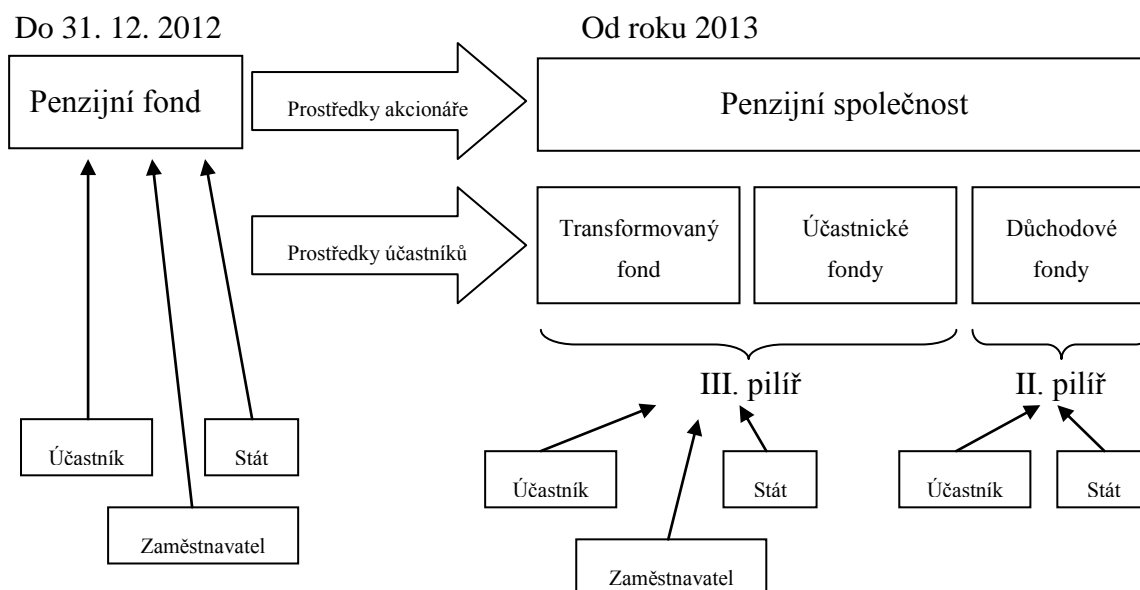 Do 31. 12. 2012
Od roku 2013
Penzijní fond
Prostředky akcionáře
Penzijní společnost
Prostředky účastníků
Transformovaný
fond
Účastnické
fondy
Důchodové
fondy
III. pilíř
II. pilíř
Účastník
Stát
Zaměstnavatel
Účastník
Stát
Zaměstnavatel
Účastník
Stát